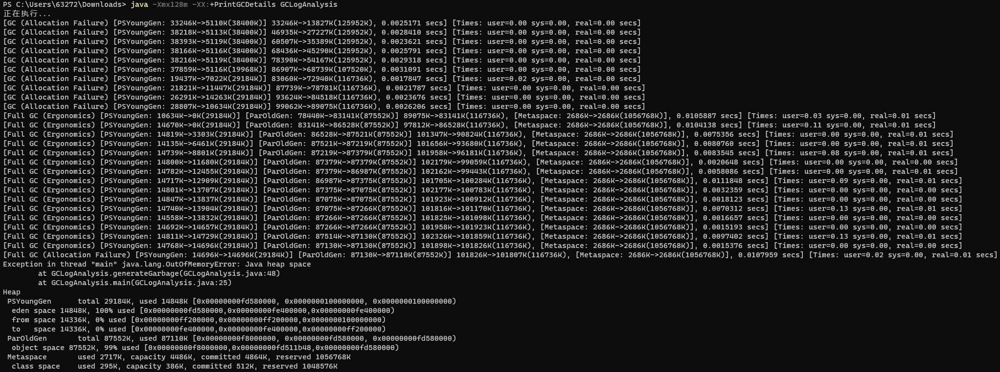 PS C:\Users\63272\Downloads> java -Xmx128m -XX:+PrintGCDetails GCLogAnalysis
正在执行...
[GC (Allocation Failure) [PSYoungGen: 33246K->5110K(38400K)] 33246K->13827K(125952K), 0.0025171 secs] [Times: user=0.00 sys=0.00, real=0.00 secs]
[GC (Allocation Failure) [PSYoungGen: 38218K->5113K(38400K)] 46935K->27227K(125952K), 0.0028410 secs] [Times: user=0.00 sys=0.00, real=0.00 secs]
[GC (Allocation Failure) [PSYoungGen: 38393K->5119K(38400K)] 60507K->35389K(125952K), 0.0023621 secs] [Times: user=0.00 sys=0.00, real=0.00 secs]
[GC (Allocation Failure) [PSYoungGen: 38166K->5116K(38400K)] 68436K->45290K(125952K), 0.0025791 secs] [Times: user=0.00 sys=0.00, real=0.00 secs]
[GC (Allocation Failure) [PSYoungGen: 38216K->5119K(38400K)] 78390K->54167K(125952K), 0.0029318 secs] [Times: user=0.00 sys=0.00, real=0.00 secs]
[GC (Allocation Failure) [PSYoungGen: 37859K->5116K(19968K)] 86907K->68739K(107520K), 0.0031091 secs] [Times: user=0.00 sys=0.00, real=0.00 secs]
[GC (Allocation Failure) [PSYoungGen: 19437K->7022K(29184K)] 83060K->72940K(116736K), 0.0017847 secs] [Times: user=0.02 sys=0.00, real=0.00 secs]
[GC (Allocation Failure) [PSYoungGen: 21821K->11447K(29184K)] 87739K->78781K(116736K), 0.0021787 secs] [Times: user=0.00 sys=0.00, real=0.00 secs]
[GC (Allocation Failure) [PSYoungGen: 26291K->14263K(29184K)] 93624K->84518K(116736K), 0.0023676 secs] [Times: user=0.00 sys=0.00, real=0.00 secs]
[GC (Allocation Failure) [PSYoungGen: 28807K->10634K(29184K)] 99062K->89075K(116736K), 0.0026206 secs] [Times: user=0.00 sys=0.00, real=0.00 secs]
[Full GC (Ergonomics) [PSYoungGen: 10634K->0K(29184K)] [ParOldGen: 78440K->83141K(87552K)] 89075K->83141K(116736K), [Metaspace: 2686K->2686K(1056768K)], 0.0105887 secs] [Times: user=0.03 sys=0.00, real=0.01 secs]
[Full GC (Ergonomics) [PSYoungGen: 14670K->0K(29184K)] [ParOldGen: 83141K->86528K(87552K)] 97812K->86528K(116736K), [Metaspace: 2686K->2686K(1056768K)], 0.0104138 secs] [Times: user=0.11 sys=0.00, real=0.01 secs]
[Full GC (Ergonomics) [PSYoungGen: 14819K->3303K(29184K)] [ParOldGen: 86528K->87521K(87552K)] 101347K->90824K(116736K), [Metaspace: 2686K->2686K(1056768K)], 0.0075356 secs] [Times: user=0.00 sys=0.00, real=0.01 secs]
[Full GC (Ergonomics) [PSYoungGen: 14135K->6461K(29184K)] [ParOldGen: 87521K->87219K(87552K)] 101656K->93680K(116736K), [Metaspace: 2686K->2686K(1056768K)], 0.0080760 secs] [Times: user=0.00 sys=0.00, real=0.01 secs]
[Full GC (Ergonomics) [PSYoungGen: 14739K->8801K(29184K)] [ParOldGen: 87219K->87379K(87552K)] 101958K->96181K(116736K), [Metaspace: 2686K->2686K(1056768K)], 0.0083545 secs] [Times: user=0.08 sys=0.00, real=0.01 secs]
[Full GC (Ergonomics) [PSYoungGen: 14800K->11680K(29184K)] [ParOldGen: 87379K->87379K(87552K)] 102179K->99059K(116736K), [Metaspace: 2686K->2686K(1056768K)], 0.0020648 secs] [Times: user=0.00 sys=0.00, real=0.00 secs]
[Full GC (Ergonomics) [PSYoungGen: 14782K->12455K(29184K)] [ParOldGen: 87379K->86987K(87552K)] 102162K->99443K(116736K), [Metaspace: 2686K->2686K(1056768K)], 0.0058086 secs] [Times: user=0.00 sys=0.00, real=0.01 secs]
[Full GC (Ergonomics) [PSYoungGen: 14717K->12909K(29184K)] [ParOldGen: 86987K->87375K(87552K)] 101705K->100284K(116736K), [Metaspace: 2686K->2686K(1056768K)], 0.0111848 secs] [Times: user=0.09 sys=0.00, real=0.01 secs]
[Full GC (Ergonomics) [PSYoungGen: 14801K->13707K(29184K)] [ParOldGen: 87375K->87075K(87552K)] 102177K->100783K(116736K), [Metaspace: 2686K->2686K(1056768K)], 0.0032359 secs] [Times: user=0.00 sys=0.00, real=0.00 secs]
[Full GC (Ergonomics) [PSYoungGen: 14847K->13837K(29184K)] [ParOldGen: 87075K->87075K(87552K)] 101923K->100912K(116736K), [Metaspace: 2686K->2686K(1056768K)], 0.0018123 secs] [Times: user=0.00 sys=0.00, real=0.00 secs]
[Full GC (Ergonomics) [PSYoungGen: 14740K->13904K(29184K)] [ParOldGen: 87075K->87266K(87552K)] 101816K->101170K(116736K), [Metaspace: 2686K->2686K(1056768K)], 0.0070312 secs] [Times: user=0.13 sys=0.00, real=0.01 secs]
[Full GC (Ergonomics) [PSYoungGen: 14558K->13832K(29184K)] [ParOldGen: 87266K->87266K(87552K)] 101825K->101098K(116736K), [Metaspace: 2686K->2686K(1056768K)], 0.0016657 secs] [Times: user=0.00 sys=0.00, real=0.00 secs]
[Full GC (Ergonomics) [PSYoungGen: 14692K->14657K(29184K)] [ParOldGen: 87266K->87266K(87552K)] 101958K->101923K(116736K), [Metaspace: 2686K->2686K(1056768K)], 0.0015193 secs] [Times: user=0.00 sys=0.00, real=0.00 secs]
[Full GC (Ergonomics) [PSYoungGen: 14811K->14729K(29184K)] [ParOldGen: 87514K->87130K(87552K)] 102326K->101859K(116736K), [Metaspace: 2686K->2686K(1056768K)], 0.0097402 secs] [Times: user=0.13 sys=0.00, real=0.01 secs]
[Full GC (Ergonomics) [PSYoungGen: 14768K->14696K(29184K)] [ParOldGen: 87130K->87130K(87552K)] 101898K->101826K(116736K), [Metaspace: 2686K->2686K(1056768K)], 0.0015376 secs] [Times: user=0.00 sys=0.00, real=0.00 secs]
[Full GC (Allocation Failure) [PSYoungGen: 14696K->14696K(29184K)] [ParOldGen: 87130K->87110K(87552K)] 101826K->101807K(116736K), [Metaspace: 2686K->2686K(1056768K)], 0.0107959 secs] [Times: user=0.02 sys=0.00, real=0.01 secs]
Exception in thread "main" java.lang.OutOfMemoryError: Java heap space
        at GCLogAnalysis.generateGarbage(GCLogAnalysis.java:48)
        at GCLogAnalysis.main(GCLogAnalysis.java:25)
Heap
 PSYoungGen      total 29184K, used 14848K [0x00000000fd580000, 0x0000000100000000, 0x0000000100000000)
  eden space 14848K, 100% used [0x00000000fd580000,0x00000000fe400000,0x00000000fe400000)
  from space 14336K, 0% used [0x00000000ff200000,0x00000000ff200000,0x0000000100000000)
  to   space 14336K, 0% used [0x00000000fe400000,0x00000000fe400000,0x00000000ff200000)
 ParOldGen       total 87552K, used 87110K [0x00000000f8000000, 0x00000000fd580000, 0x00000000fd580000)
  object space 87552K, 99% used [0x00000000f8000000,0x00000000fd511b48,0x00000000fd580000)
 Metaspace       used 2717K, capacity 4486K, committed 4864K, reserved 1056768K
  class space    used 295K, capacity 386K, committed 512K, reserved 1048576K